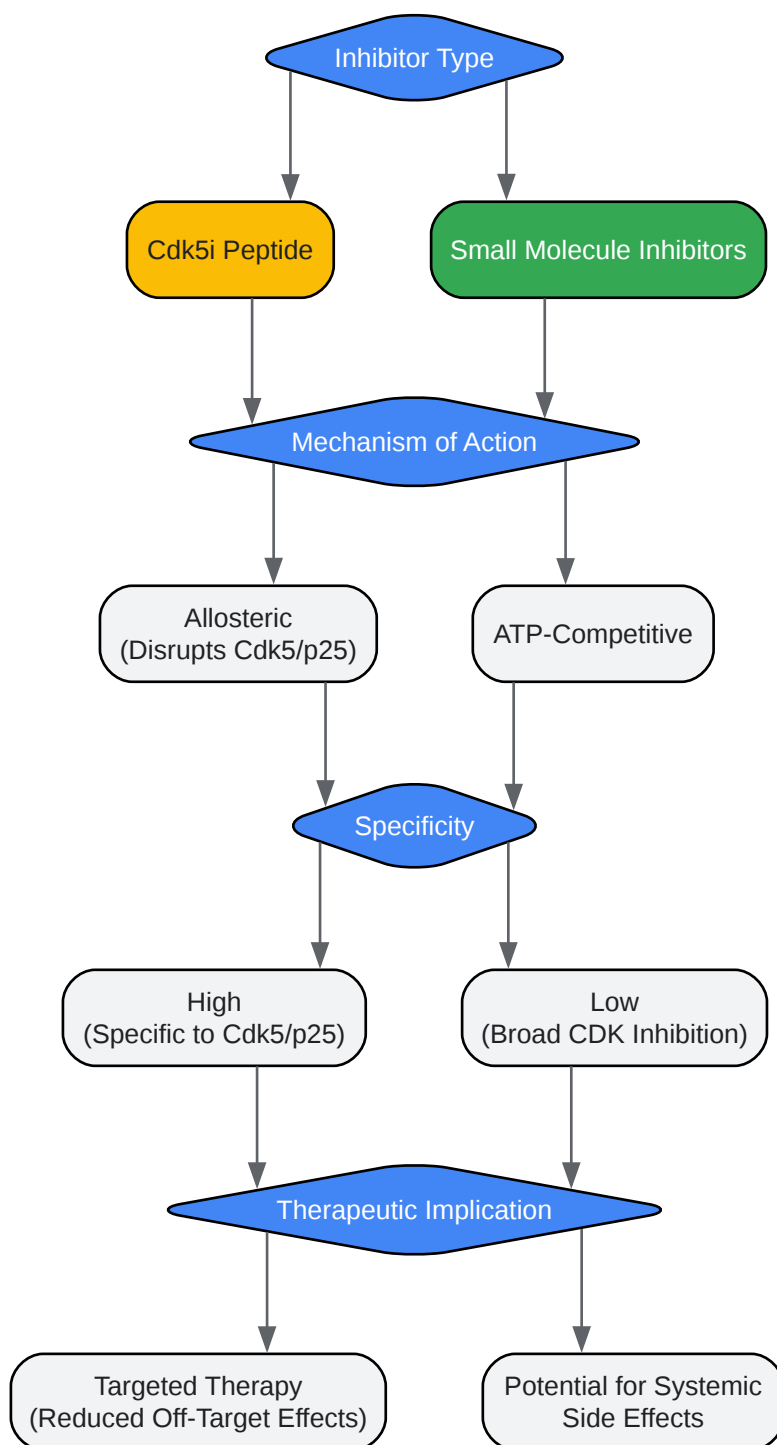 Inhibitor Type
Cdk5i Peptide
Small Molecule Inhibitors
Mechanism of Action
Allosteric
(Disrupts Cdk5/p25)
ATP-Competitive
Specificity
High
(Specific to Cdk5/p25)
Low
(Broad CDK Inhibition)
Therapeutic Implication
Targeted Therapy
(Reduced Off-Target Effects)
Potential for Systemic
Side Effects